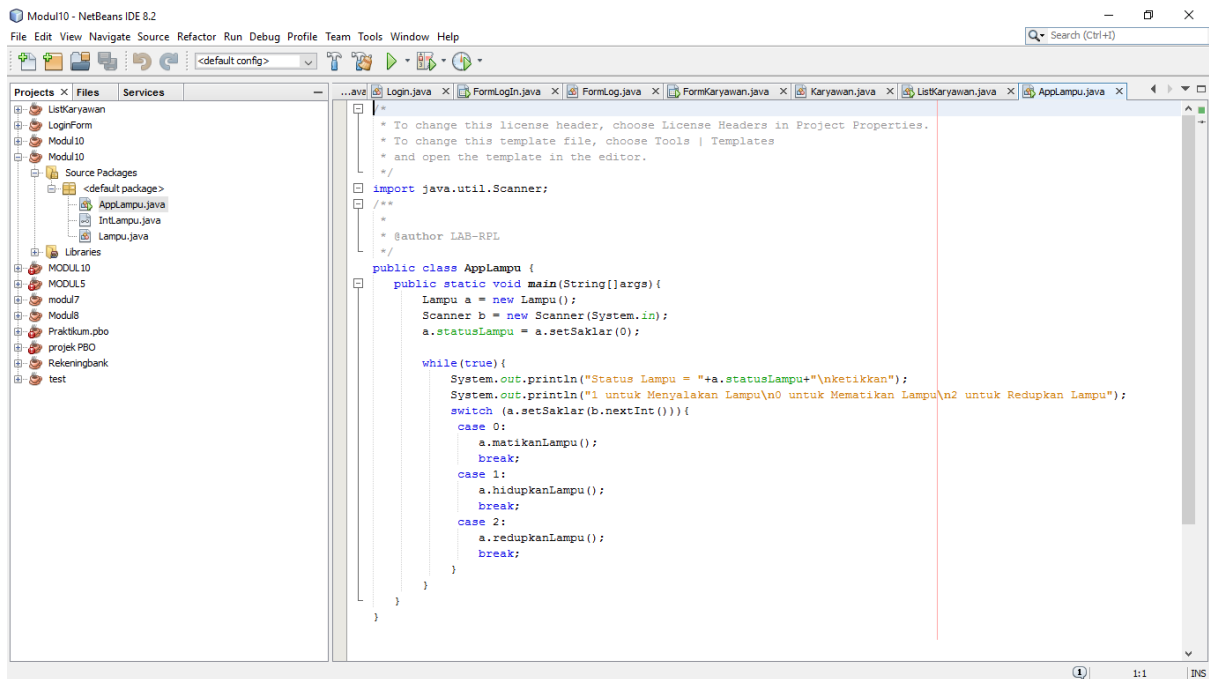 Modul10 - NetBeans IDE 8.2
File Edit View Navigate Source Refactor Run Debug Profile Team Tools Window Help
Search (Ctrl+I)
<default config>
Projects Files Services
...ava Login.java FormLogIn.java FormLog.java FormKaryawan.java Karyawan.java ListKaryawan.java AppLampu.java
ListKaryawan
LoginForm
Modul10
Modul10
Source Packages
<default package>
AppLampu.java
IntLampu.java
Lampu.java
Libraries
MODUL10
MODUL5
modul7
Modul8
Praktikum.pbo
projek PBO
Rekeningbank
test
/*
 * To change this license header, choose License Headers in Project Properties.
 * To change this template file, choose Tools | Templates
 * and open the template in the editor.
 */
import java.util.Scanner;
/**
 *
 * @author LAB-RPL
 */
public class AppLampu {
   public static void main(String[]args){
       Lampu a = new Lampu();
       Scanner b = new Scanner(System.in);
       a.statusLampu = a.setSaklar(0);
       while(true){
           System.out.println("Status Lampu = "+a.statusLampu+"\nketikkan");
           System.out.println("1 untuk Menyalakan Lampu\n0 untuk Mematikan Lampu\n2 untuk Redupkan Lampu");
           switch (a.setSaklar(b.nextInt())){
            case 0:
               a.matikanLampu();
               break;
            case 1:
               a.hidupkanLampu();
               break;
            case 2:
               a.redupkanLampu();
               break;
           }
       }
   }
}
1 1:1 INS